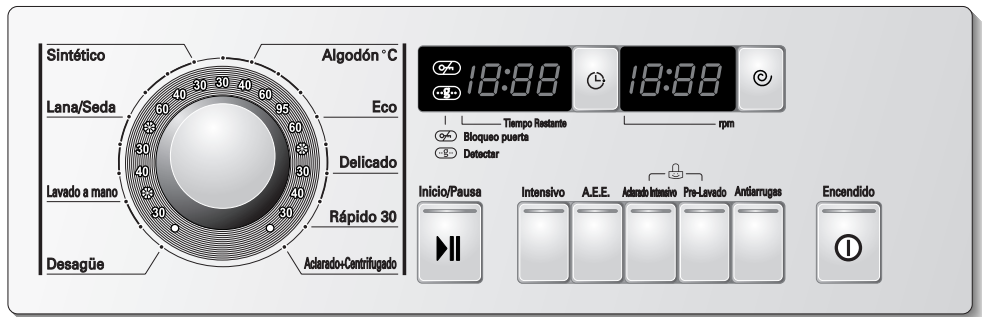 Sintético
Algodón °C
Lana/Seda
Eco
Delicado
Lavado a mano
Rápido 30
Desagüe
Aclarado+Centrifugado
30 30 40 60 95 60 30 40 30
40 60 30 40 30
18:88
18:88
Tiempo Restante
rpm
Bloqueo puerta
Detectar
Inicio/Pausa
Intensivo
A.E.E.
Aclarado Intensivo
Pre-Lavado
Antiarrugas
Encendido